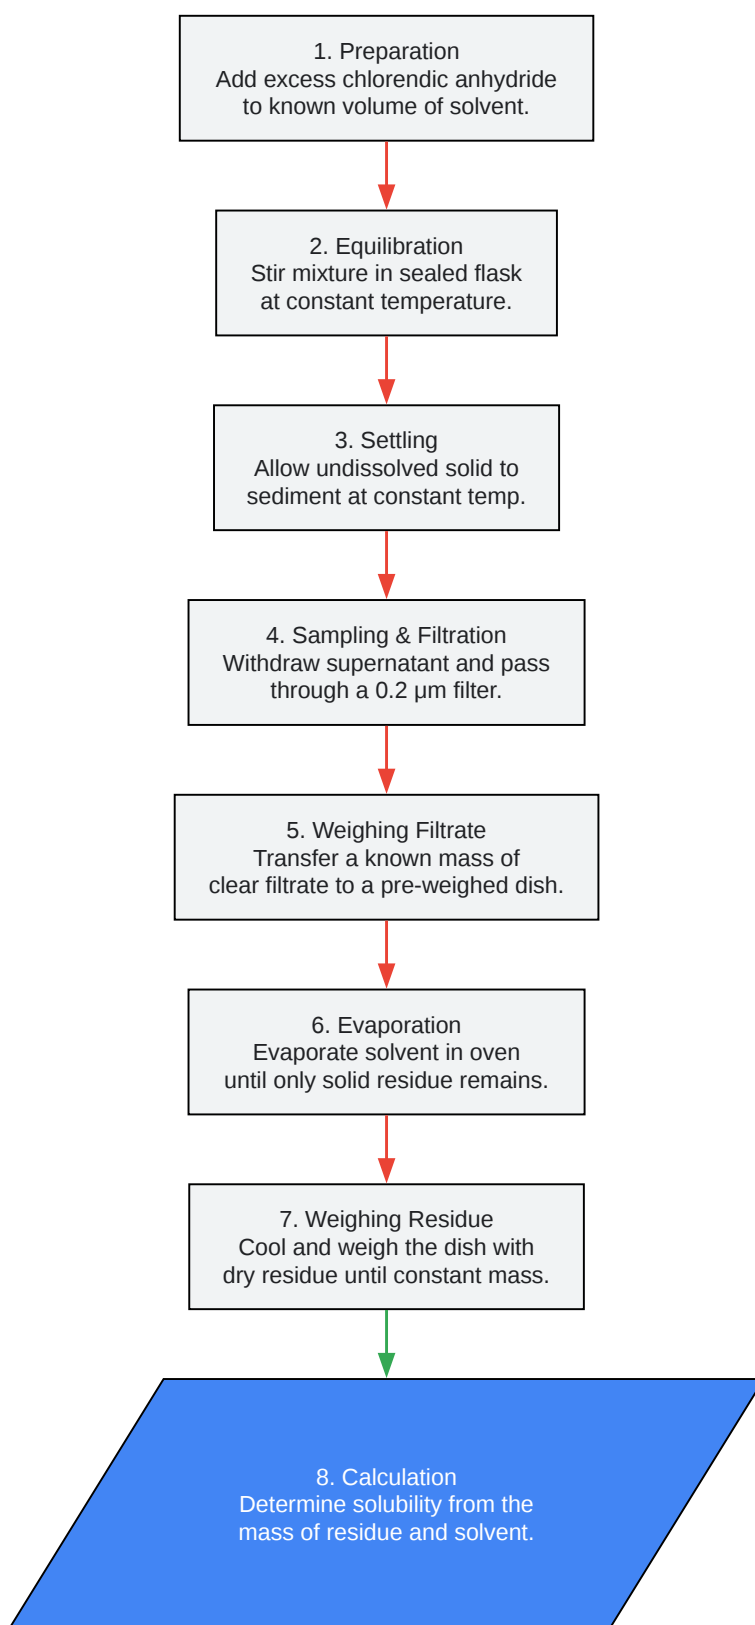 1. Preparation
Add excess chlorendic anhydride
to known volume of solvent.
2. Equilibration
Stir mixture in sealed flask
at constant temperature.
3. Settling
Allow undissolved solid to
sediment at constant temp.
4. Sampling & Filtration
Withdraw supernatant and pass
through a 0.2 μm filter.
5. Weighing Filtrate
Transfer a known mass of
clear filtrate to a pre-weighed dish.
6. Evaporation
Evaporate solvent in oven
until only solid residue remains.
7. Weighing Residue
Cool and weigh the dish with
dry residue until constant mass.
8. Calculation
Determine solubility from the
mass of residue and solvent.